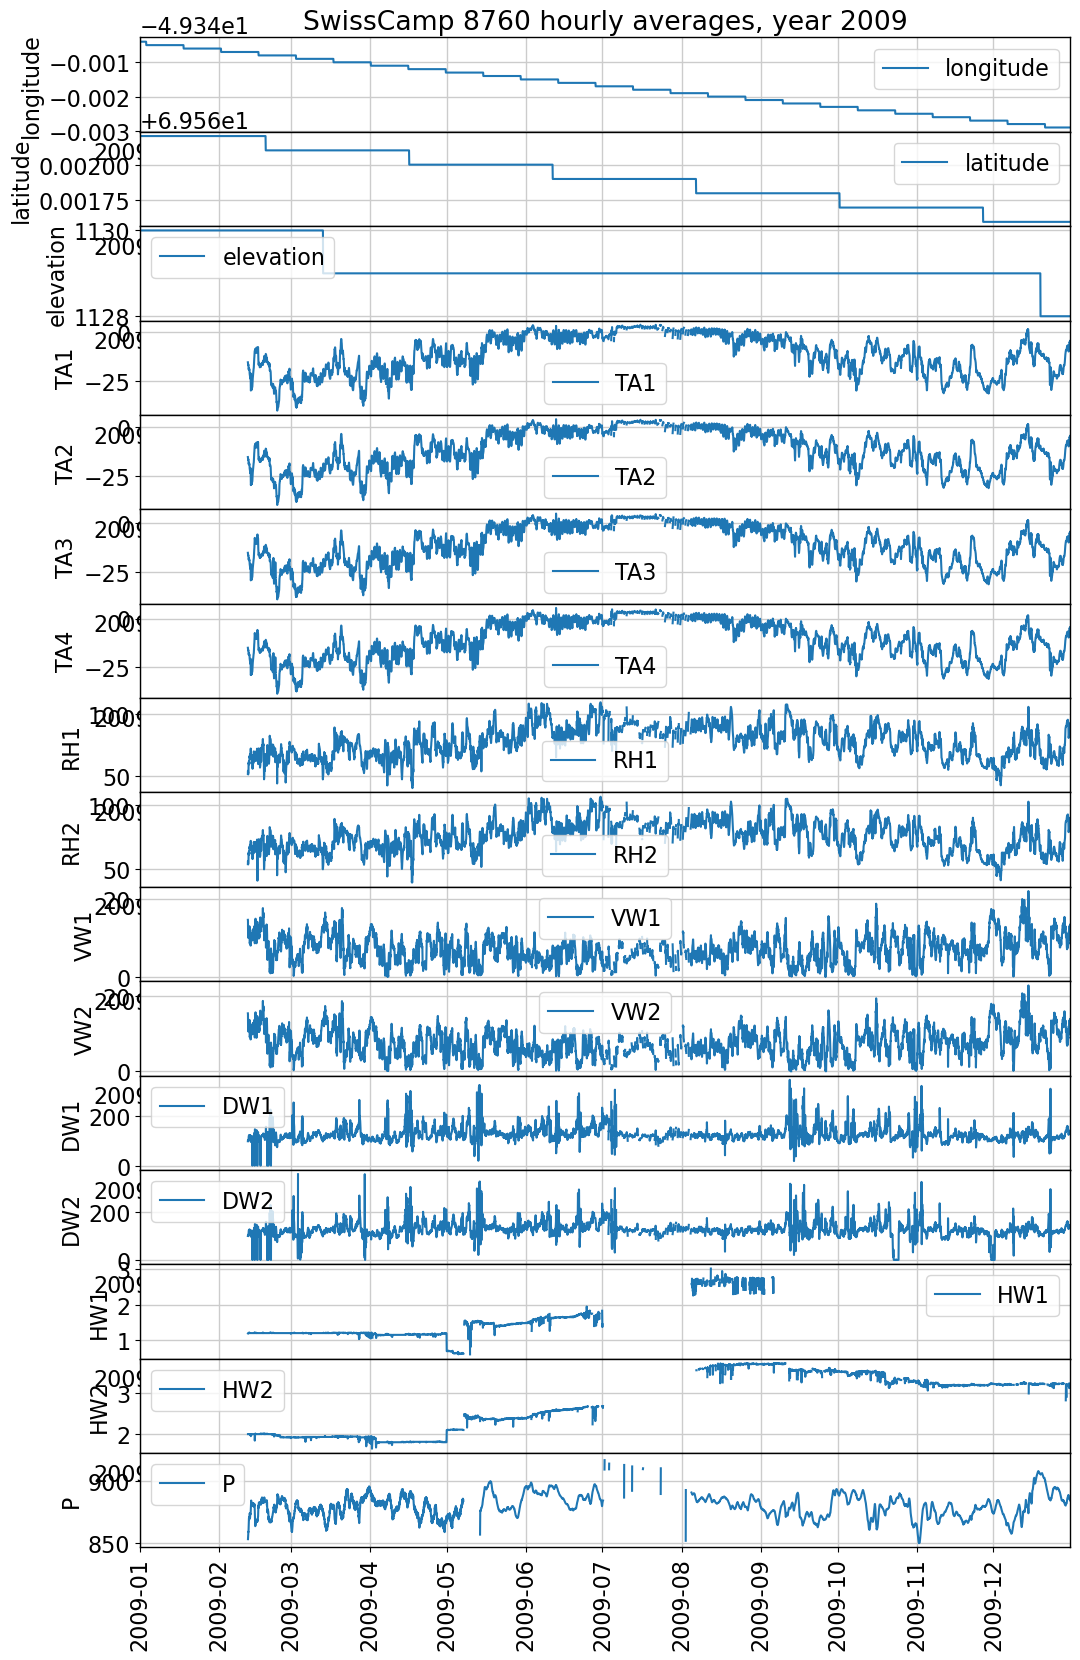 SwissCamp 8760 hourly averages, year 2009
−4.934e1
longitude
−0.001
−0.002
−0.003
longitude
+6.956e1
latitude
0.00200
0.00175
latitude
1130
1128
elevation
elevation
0
−25
TA1
TA1
0
−25
TA2
TA2
0
−25
TA3
TA3
0
−25
TA4
TA4
100
50
RH1
RH1
100
50
RH2
RH2
20
0
VW1
VW1
20
0
VW2
VW2
200
0
DW1
DW1
200
0
DW2
DW2
3
2
1
HW1
HW1
3
2
HW2
HW2
900
850
P
P
2009-01
2009-02
2009-03
2009-04
2009-05
2009-06
2009-07
2009-08
2009-09
2009-10
2009-11
2009-12